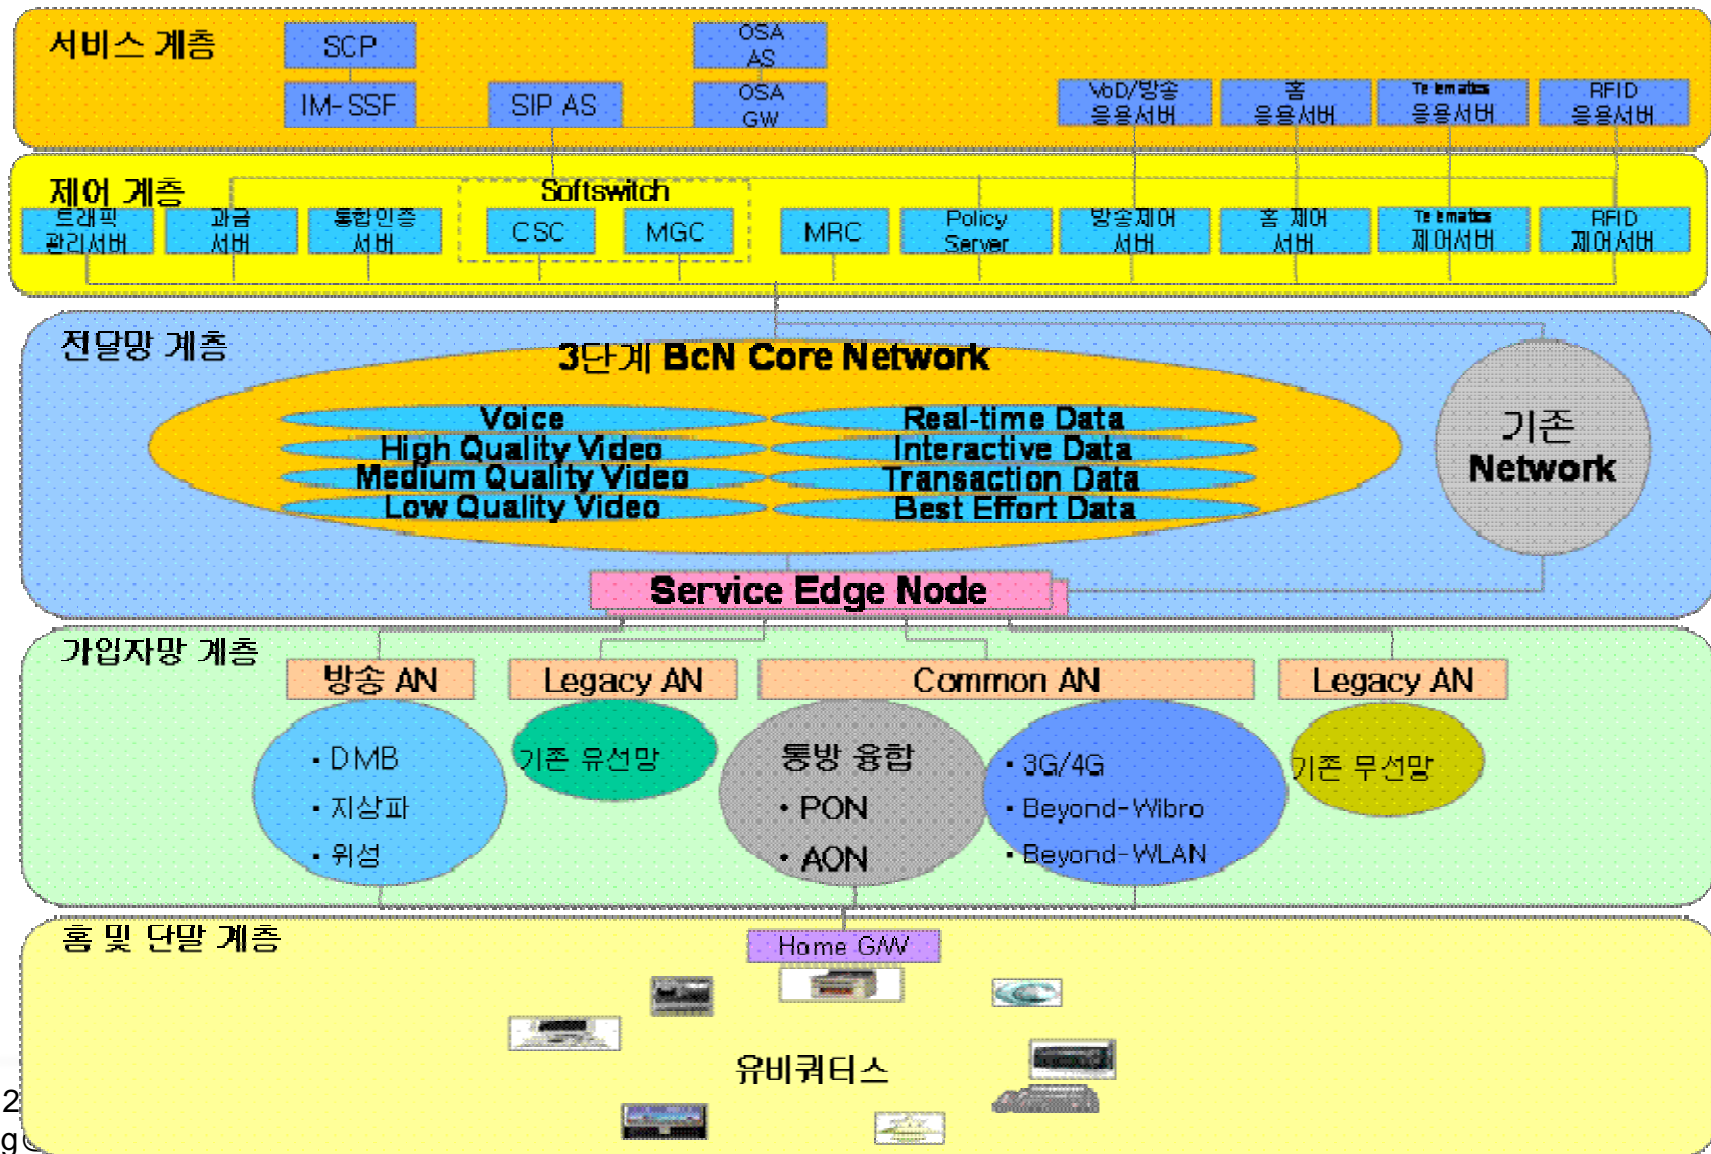 서비스 계층
SCP
OSA
AS
IM-SSF
SIP AS
OSA
GW
VoD/방송
응용서버
홈
응용서버
Telematics
응용서버
RFID
응용서버
제어 계층
Softswitch
트래픽
관리서버
과금
서버
통합인증
서버
CSC
MGC
MRC
Policy
Server
방송제어
서버
홈 제어
서버
Telematics
제어서버
RFID
제어서버
전달망 계층
3단계 BcN Core Network
Voice
Real-time Data
High Quality Video
Interactive Data
Medium Quality Video
Transaction Data
Low Quality Video
Best Effort Data
기존
Network
Service Edge Node
가입자망 계층
방송 AN
Legacy AN
Common AN
Legacy AN
• DMB
• 지상파
• 위성
기존 유선망
통방 융합
• PON
• AON
• 3G/4G
• Beyond-Wibro
• Beyond-WLAN
기존 무선망
홈 및 단말 계층
Home G/W
유비쿼터스
2
g©